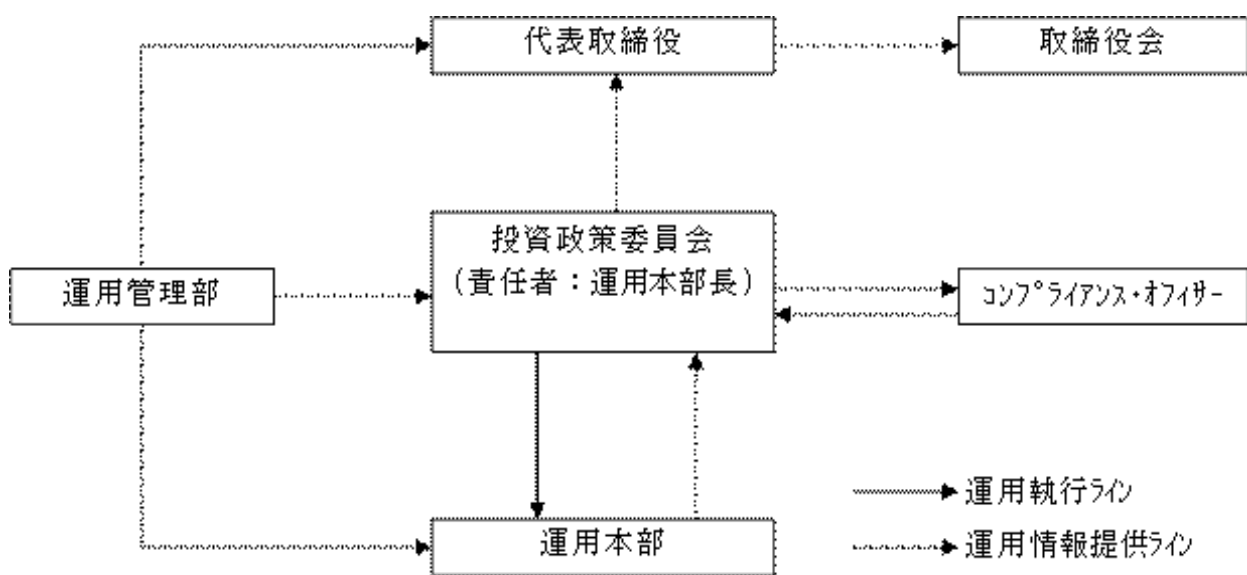 代表取締役
取締役会
投資政策委員会
(責任者：運用本部長)
運用管理部
ｺﾝﾌﾟﾗｲｱﾝｽ･ｵﾌｨｻｰ
運用執行ﾗｲﾝ
運用本部
運用情報提供ﾗｲﾝ